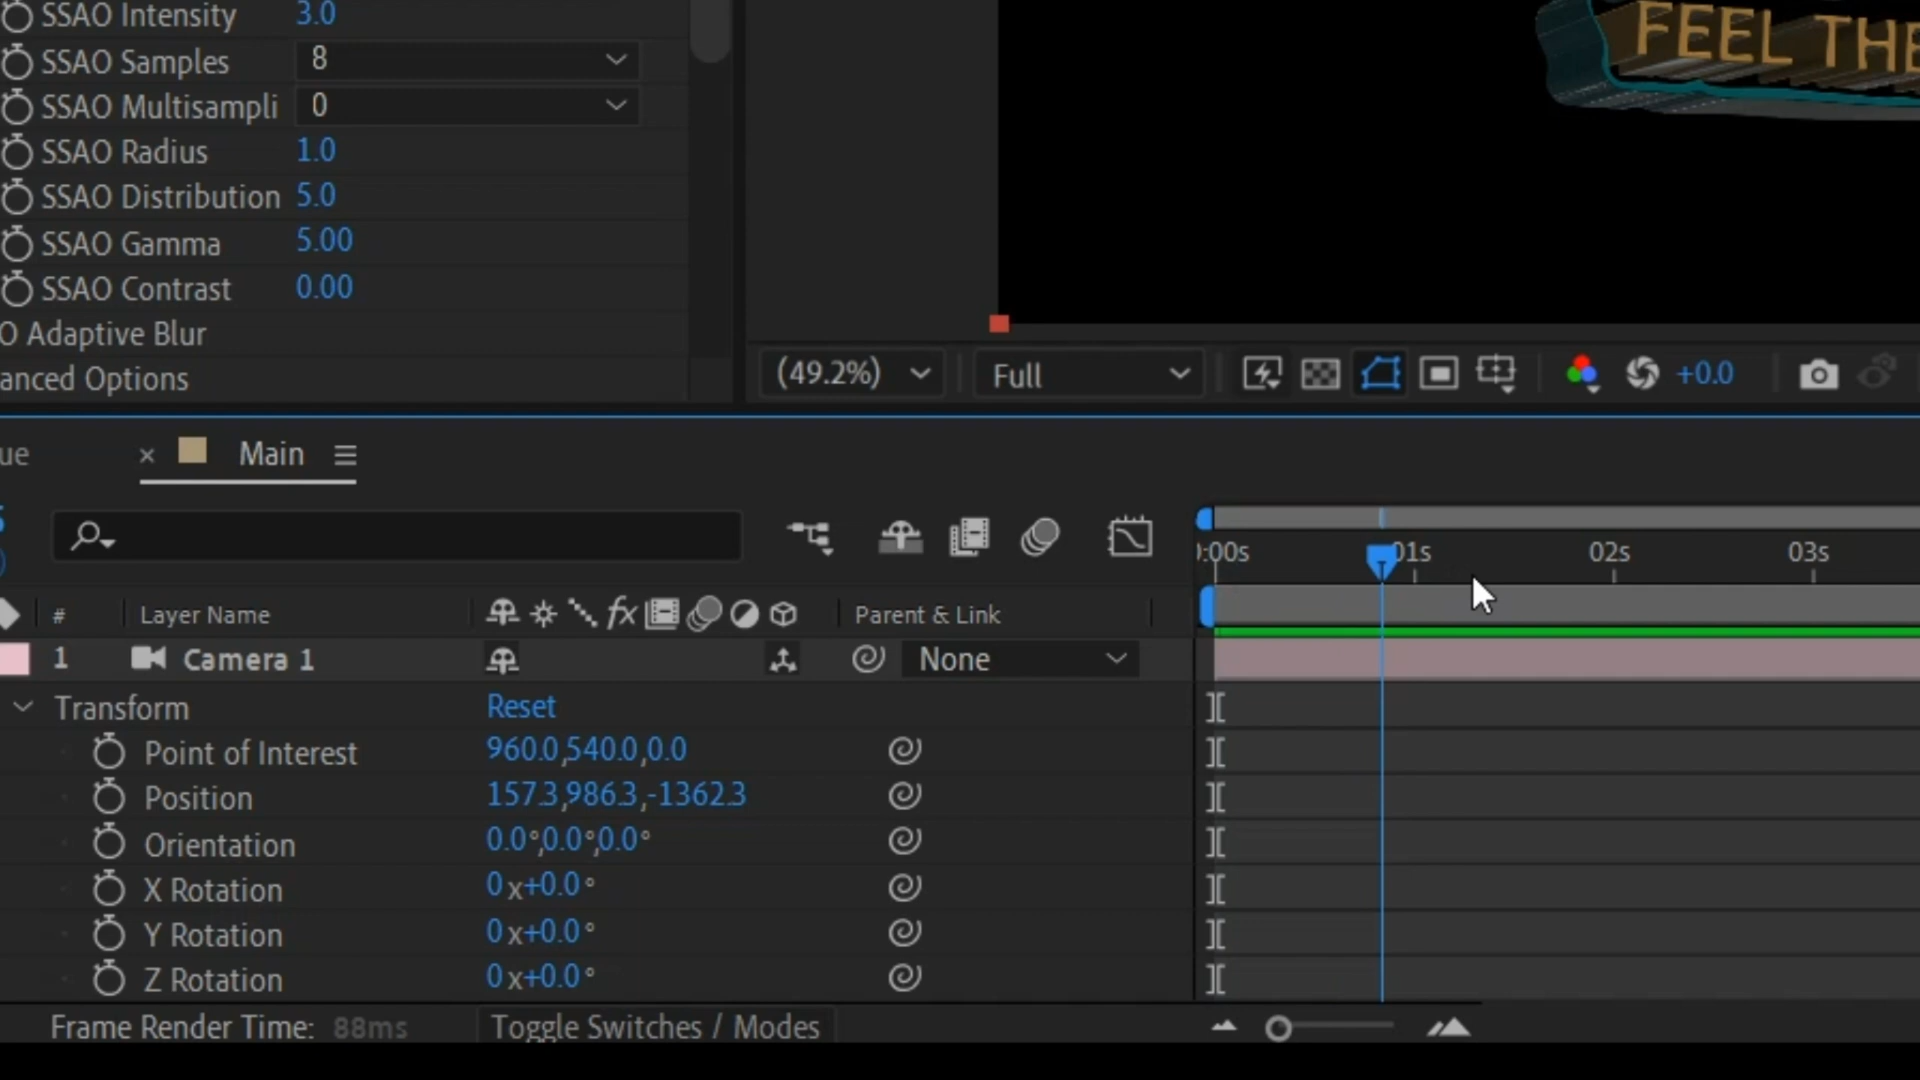 SSAO Intensity 3.0
FEEL THE
SSAO Samples 8
SSAO Multisampli 0
SSAO Radius 1.0
SSAO Distribution 5.0
SSAO Gamma 5.00
SSAO Contrast 0.00
O Adaptive Blur
anced Options
(49.2%) Full +0.0
ue × Main
0:00s 01s 02s 03s
# Layer Name fx Parent & Link
1 Camera 1 None
Transform Reset
Point of Interest 960.0,540.0,0.0
Position 157.3,986.3,-1362.3
Orientation 0.0°,0.0°,0.0°
X Rotation 0x+0.0°
Y Rotation 0x+0.0°
Z Rotation 0x+0.0°
Frame Render Time: 88ms Toggle Switches / Modes